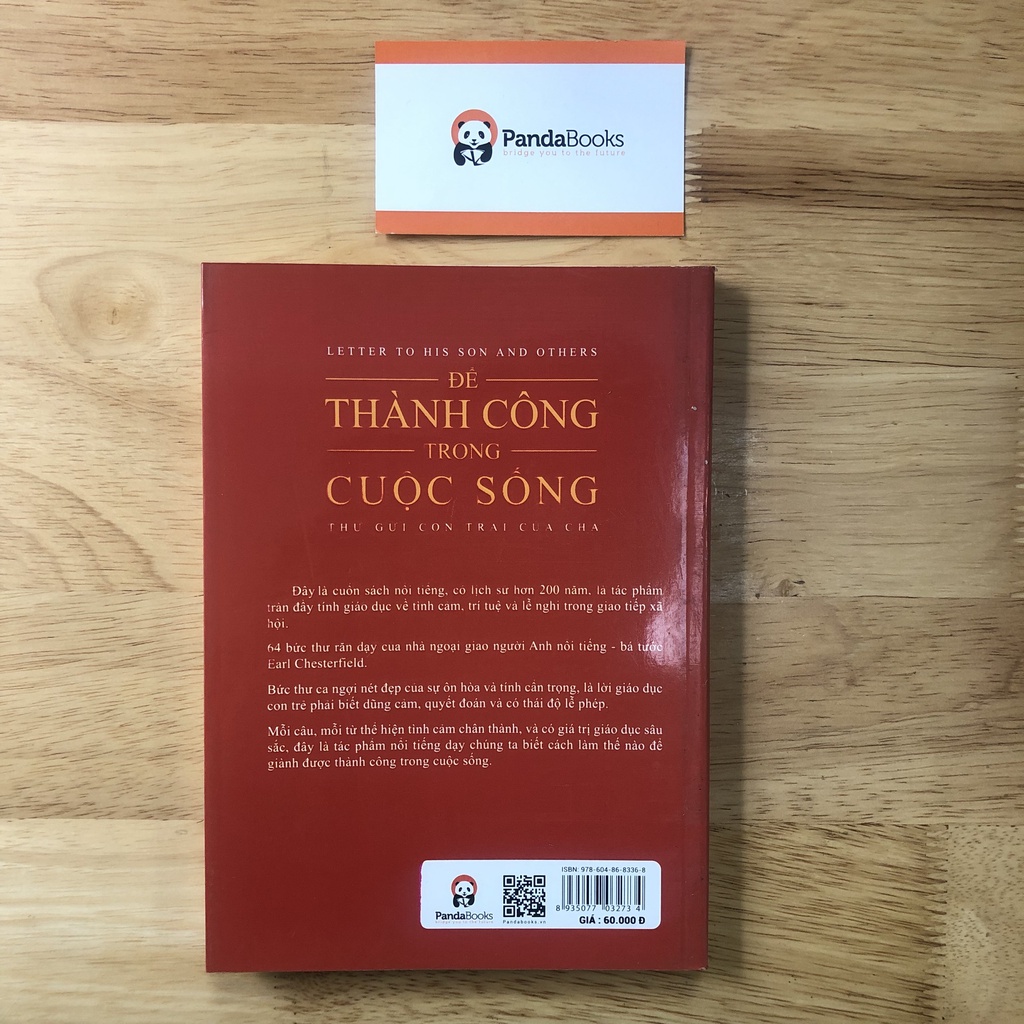 PandaBooks
bridge you to the future
LETTER TO HIS SON AND OTHERS
ĐỂ
THÀNH CÔNG
TRONG
CUỘC SỐNG
THƯ GỬI CON TRAI CỦA CHA
Đây là cuốn sách nổi tiếng, có lịch sử hơn 200 năm, là tác phẩm
tràn đầy tính giáo dục về tình cảm, trí tuệ và lễ nghi trong giao tiếp xã
hội.
64 bức thư răn dạy của nhà ngoại giao người Anh nổi tiếng - bá tước
Earl Chesterfield.
Bức thư ca ngợi nét đẹp của sự ôn hòa và tính cẩn trọng, là lời giáo dục
con trẻ phải biết dũng cảm, quyết đoán và có thái độ lễ phép.
Mỗi câu, mỗi từ thể hiện tình cảm chân thành, và có giá trị giáo dục sâu
sắc, đây là tác phẩm nổi tiếng dạy chúng ta biết cách làm thế nào để
giành được thành công trong cuộc sống.
ISBN: 978-604-86-8336-8
8 935077 032734
PandaBooks
bridge you to the future
Pandabooks.vn
GIÁ : 60.000 Đ